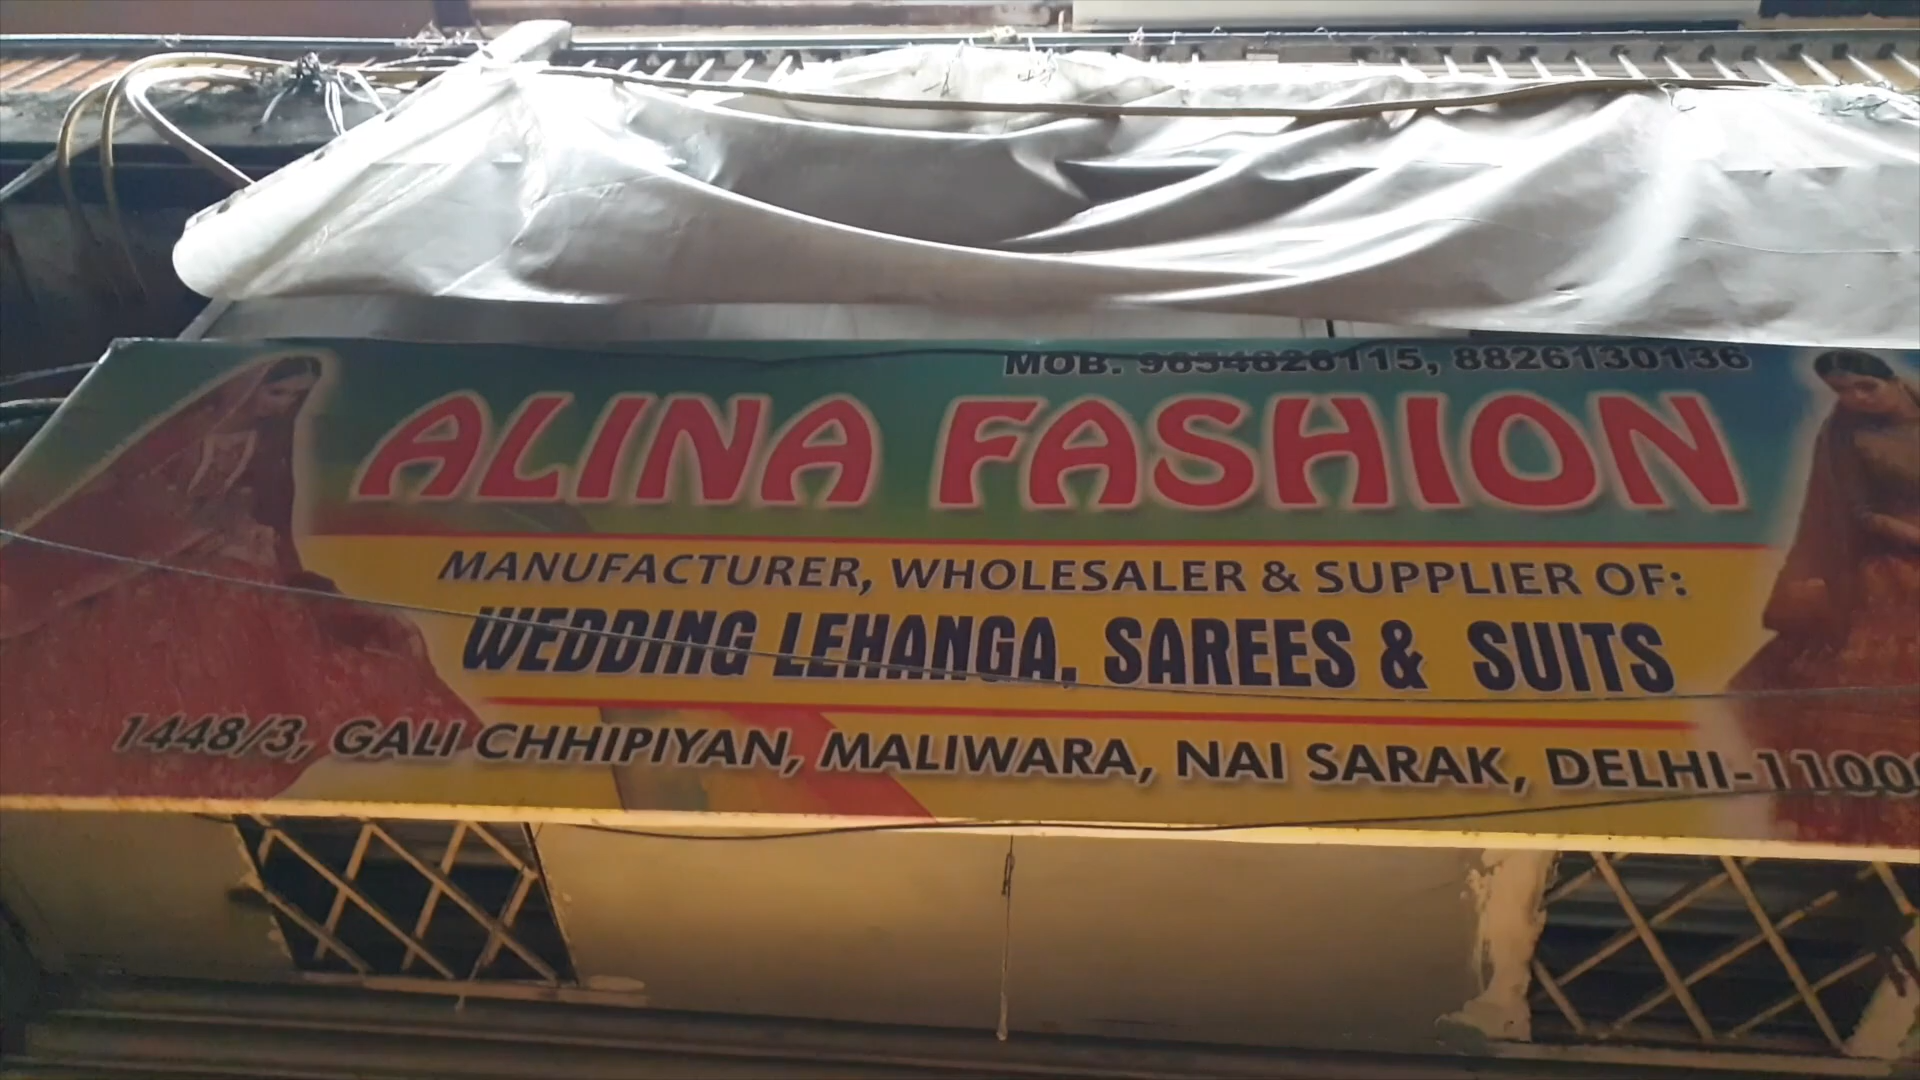 MOB. 9654826115, 8826130136
ALINA FASHION
MANUFACTURER, WHOLESALER & SUPPLIER OF:
WEDDING LEHANGA, SAREES & SUITS
1448/3, GALI CHHIPIYAN, MALIWARA, NAI SARAK, DELHI-11000